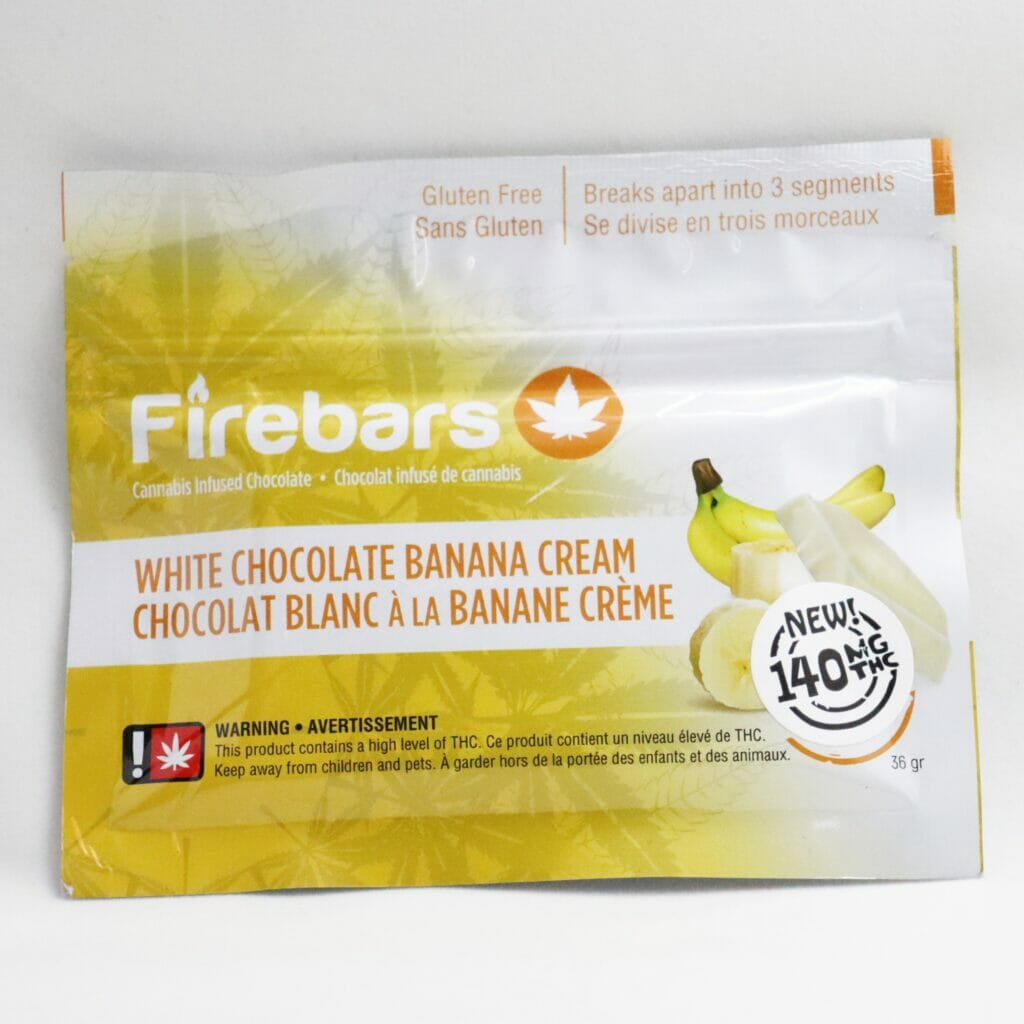 Gluten Free
Sans Gluten
Breaks apart into 3 segments
Se divise en trois morceaux
Firebars
Cannabis Infused Chocolate • Chocolat infusé de cannabis
WHITE CHOCOLATE BANANA CREAM
CHOCOLAT BLANC À LA BANANE CRÈME
NEW!
140 MG THC
! WARNING • AVERTISSEMENT
This product contains a high level of THC. Ce produit contient un niveau élevé de THC.
Keep away from children and pets. À garder hors de la portée des enfants et des animaux.
36 gr